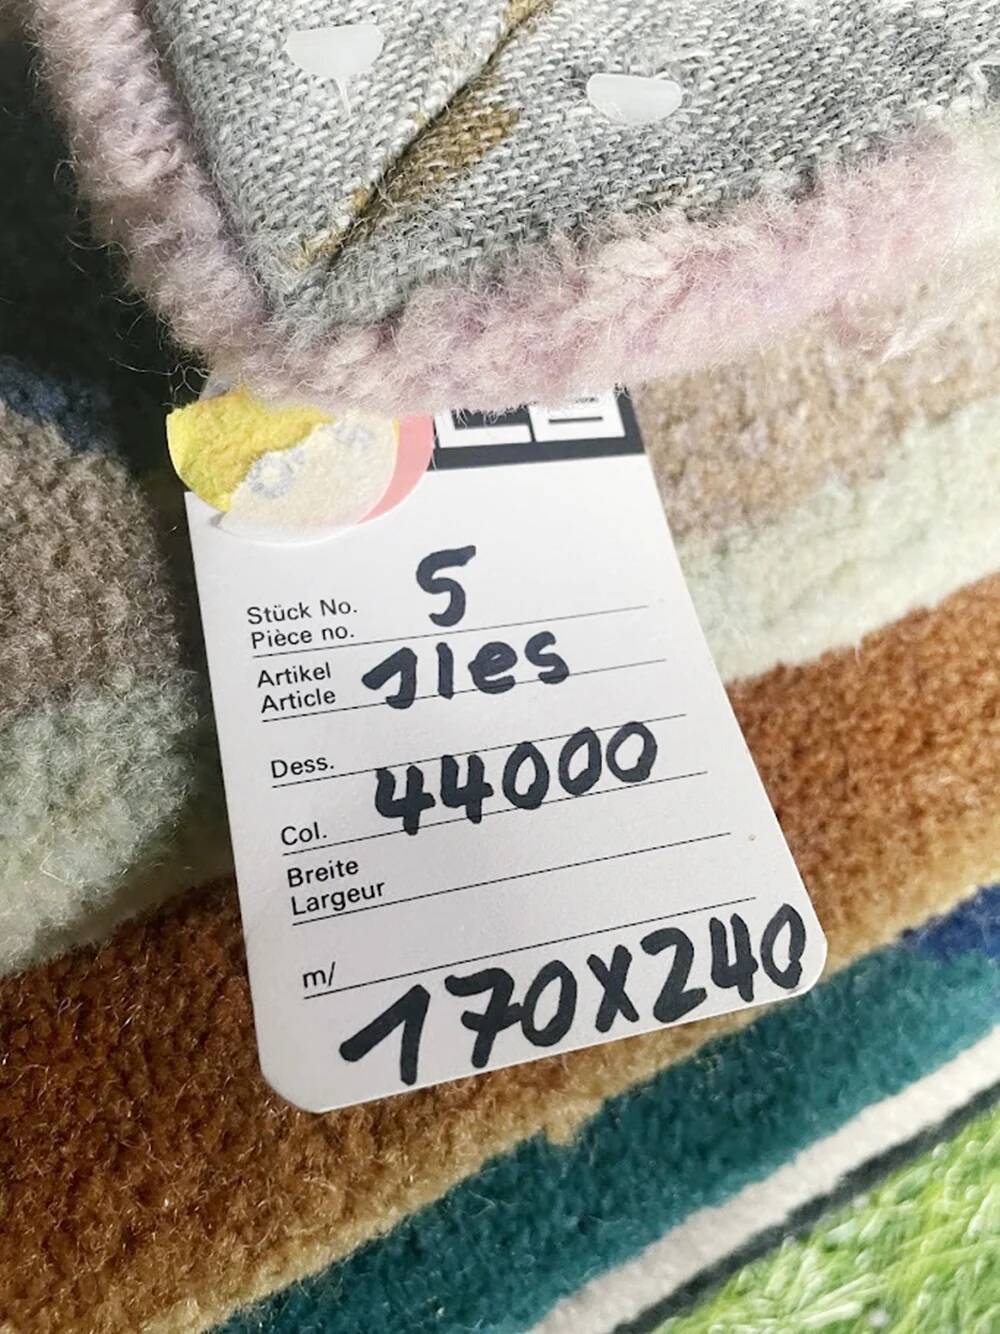 Stück No. 5
Pièce no.
Artikel Jles
Article
Dess. 44000
Col.
Breite
Largeur
m/
170X240